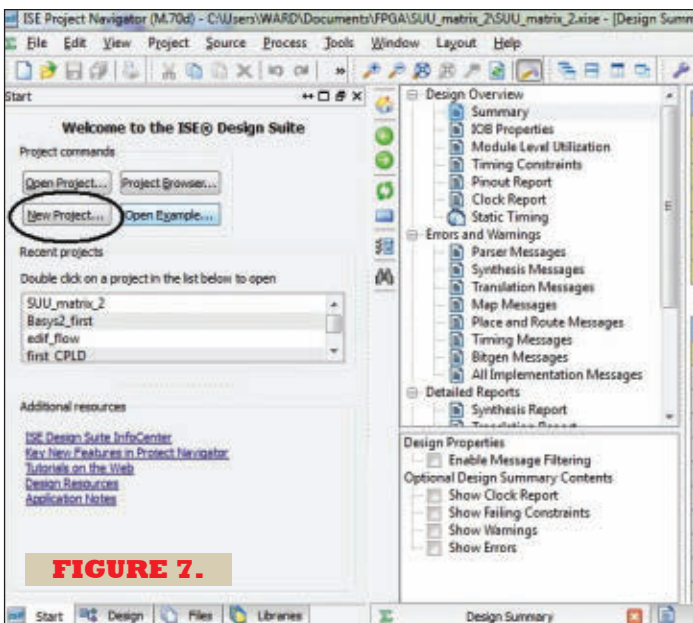 ISE Project Navigator (M.70d) - C:\Users\WARD\Documents\FPGA\SUU_matrix_2\SUU_matrix_2.xise - [Design Summ
File Edit View Project Source Process Tools Window Layout Help
Start
Welcome to the ISE® Design Suite
Project commands
Open Project... Project Browser...
New Project... Open Example...
Recent projects
Double click on a project in the list below to open
SUU_matrix_2
Basys2_first
edif_flow
first_CPLD
Additional resources
ISE Design Suite InfoCenter
Key New Features in Project Navigator
Tutorials on the Web
Design Resources
Application Notes
FIGURE 7.
Start Design Files Libraries
Design Overview
Summary
IOB Properties
Module Level Utilization
Timing Constraints
Pinout Report
Clock Report
Static Timing
Errors and Warnings
Parser Messages
Synthesis Messages
Translation Messages
Map Messages
Place and Route Messages
Timing Messages
Bitgen Messages
All Implementation Messages
Detailed Reports
Synthesis Report
Translation Report
Design Properties
Enable Message Filtering
Optional Design Summary Contents
Show Clock Report
Show Failing Constraints
Show Warnings
Show Errors
Design Summary